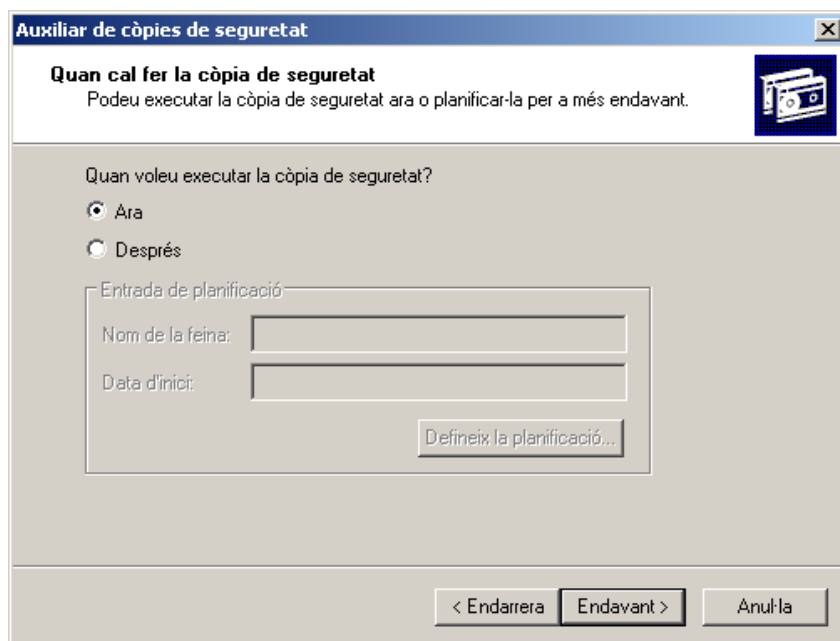 Auxiliar de còpies de seguretat
Quan cal fer la còpia de seguretat
Podeu executar la còpia de seguretat ara o planificar-la per a més endavant.
Quan voleu executar la còpia de seguretat?
Ara
Després
Entrada de planificació
Nom de la feina:
Data d'inici:
Defineix la planificació...
< Endarrera
Endavant >
Anul·la